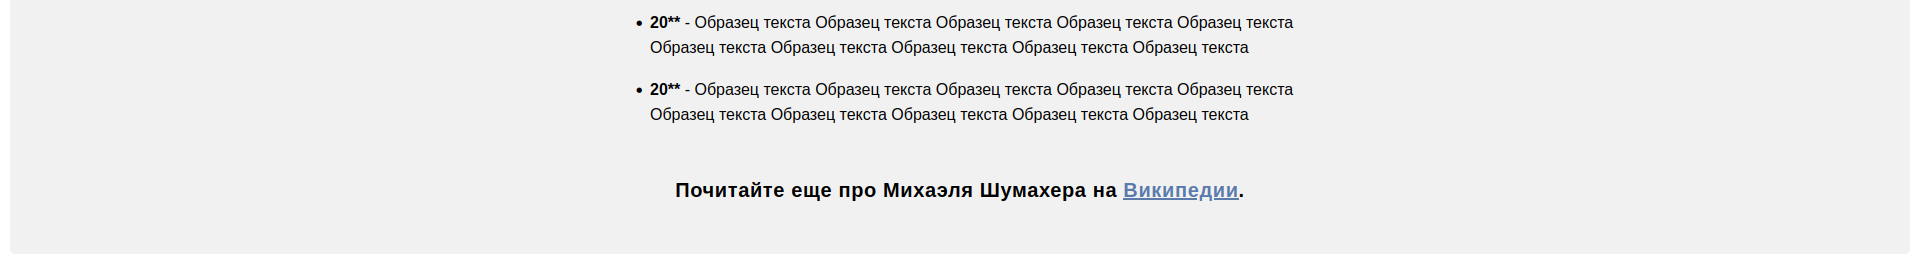 • 20** - Образец текста Образец текста Образец текста Образец текста Образец текста
Образец текста Образец текста Образец текста Образец текста Образец текста
• 20** - Образец текста Образец текста Образец текста Образец текста Образец текста
Образец текста Образец текста Образец текста Образец текста Образец текста
Почитайте еще про Михаэля Шумахера на Википедии.